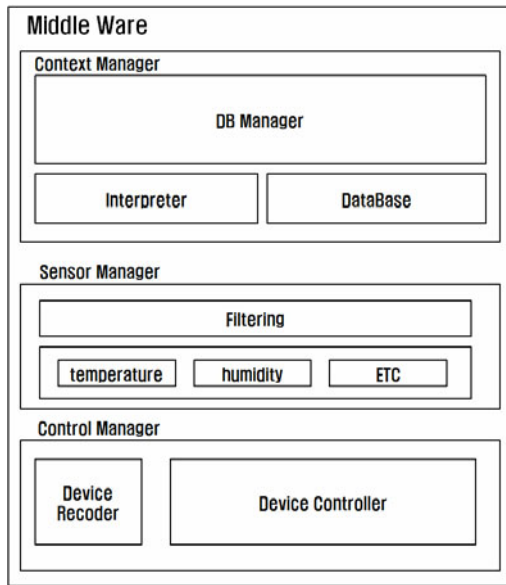 Middle Ware
Context Manager
DB Manager
Interpreter
DataBase
Sensor Manager
Filtering
temperature
humidity
ETC
Control Manager
Device
Recoder
Device Controller